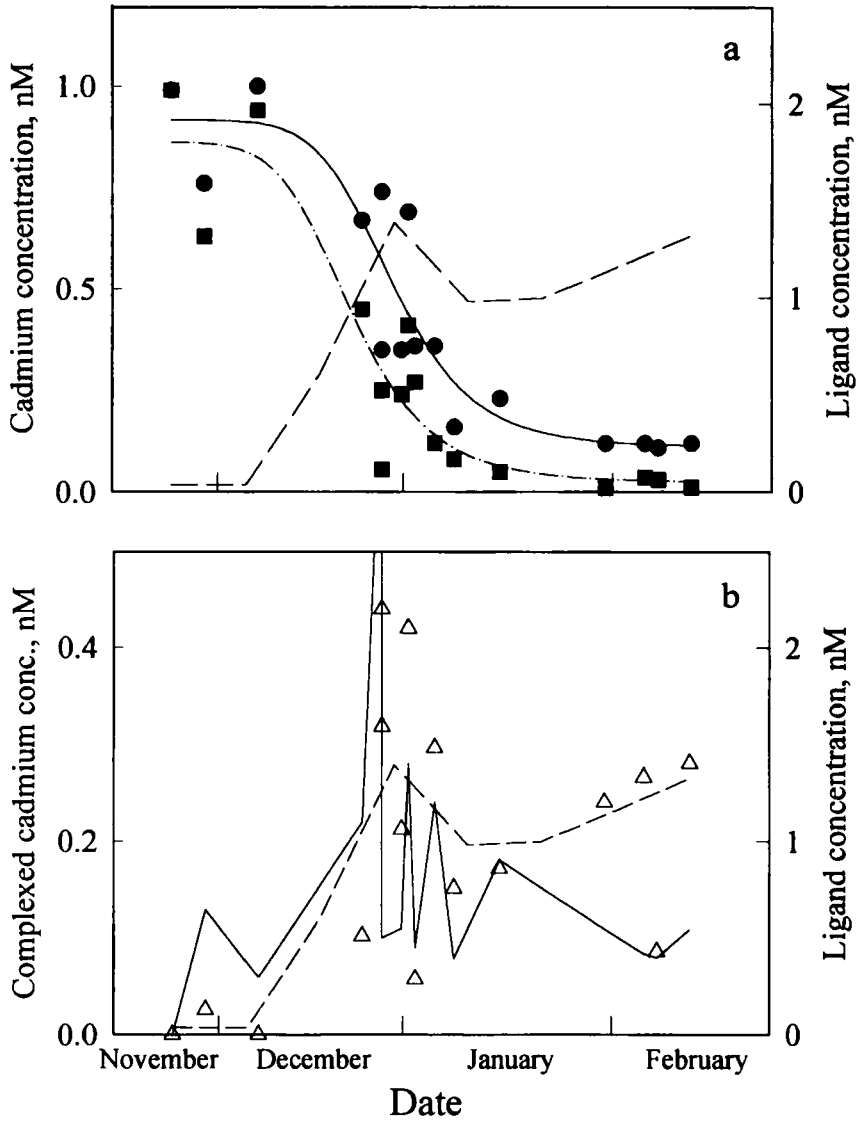 a
1.0
0.5
0.0
Cadmium concentration, nM
2
1
0
Ligand concentration, nM
b
0.4
0.2
0.0
Complexed cadmium conc., nM
2
1
0
Ligand concentration, nM
November December January February
Date